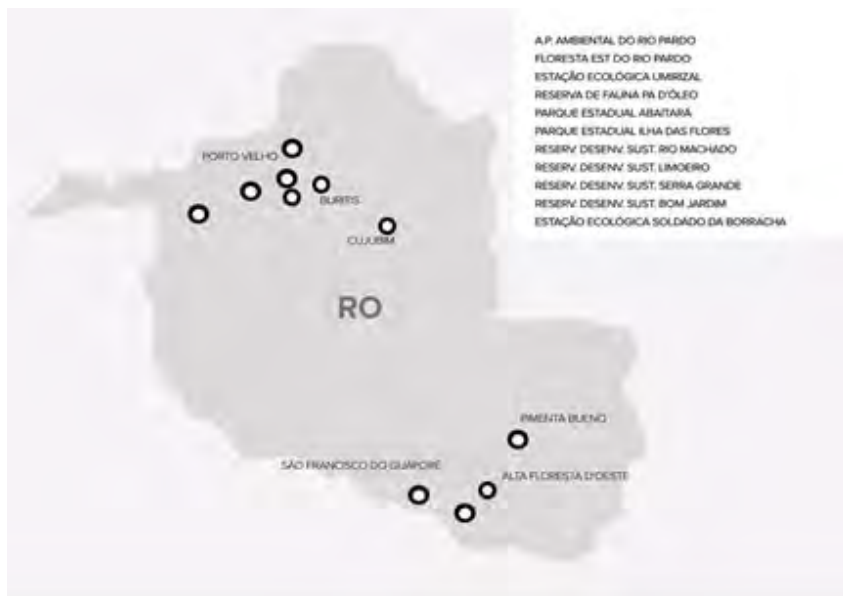 A.P. AMBIENTAL DO RIO PARDO
FLORESTA EST DO RIO PARDO
ESTAÇÃO ECOLÓGICA UMIRIZAL
RESERVA DE FAUNA PA D'ÓLEO
PARQUE ESTADUAL ABAITARÁ
PARQUE ESTADUAL ILHA DAS FLORES
RESERV. DESENV. SUST. RIO MACHADO
RESERV. DESENV. SUST. LIMOEIRO
RESERV. DESENV. SUST. SERRA GRANDE
RESERV. DESENV. SUST. BOM JARDIM
ESTAÇÃO ECOLÓGICA SOLDADO DA BORRACHA
PORTO VELHO
BURITIS
CUJUBIM
RO
PIMENTA BUENO
SÃO FRANCISCO DO GUAPORÉ
ALTA FLORESTA D'OESTE